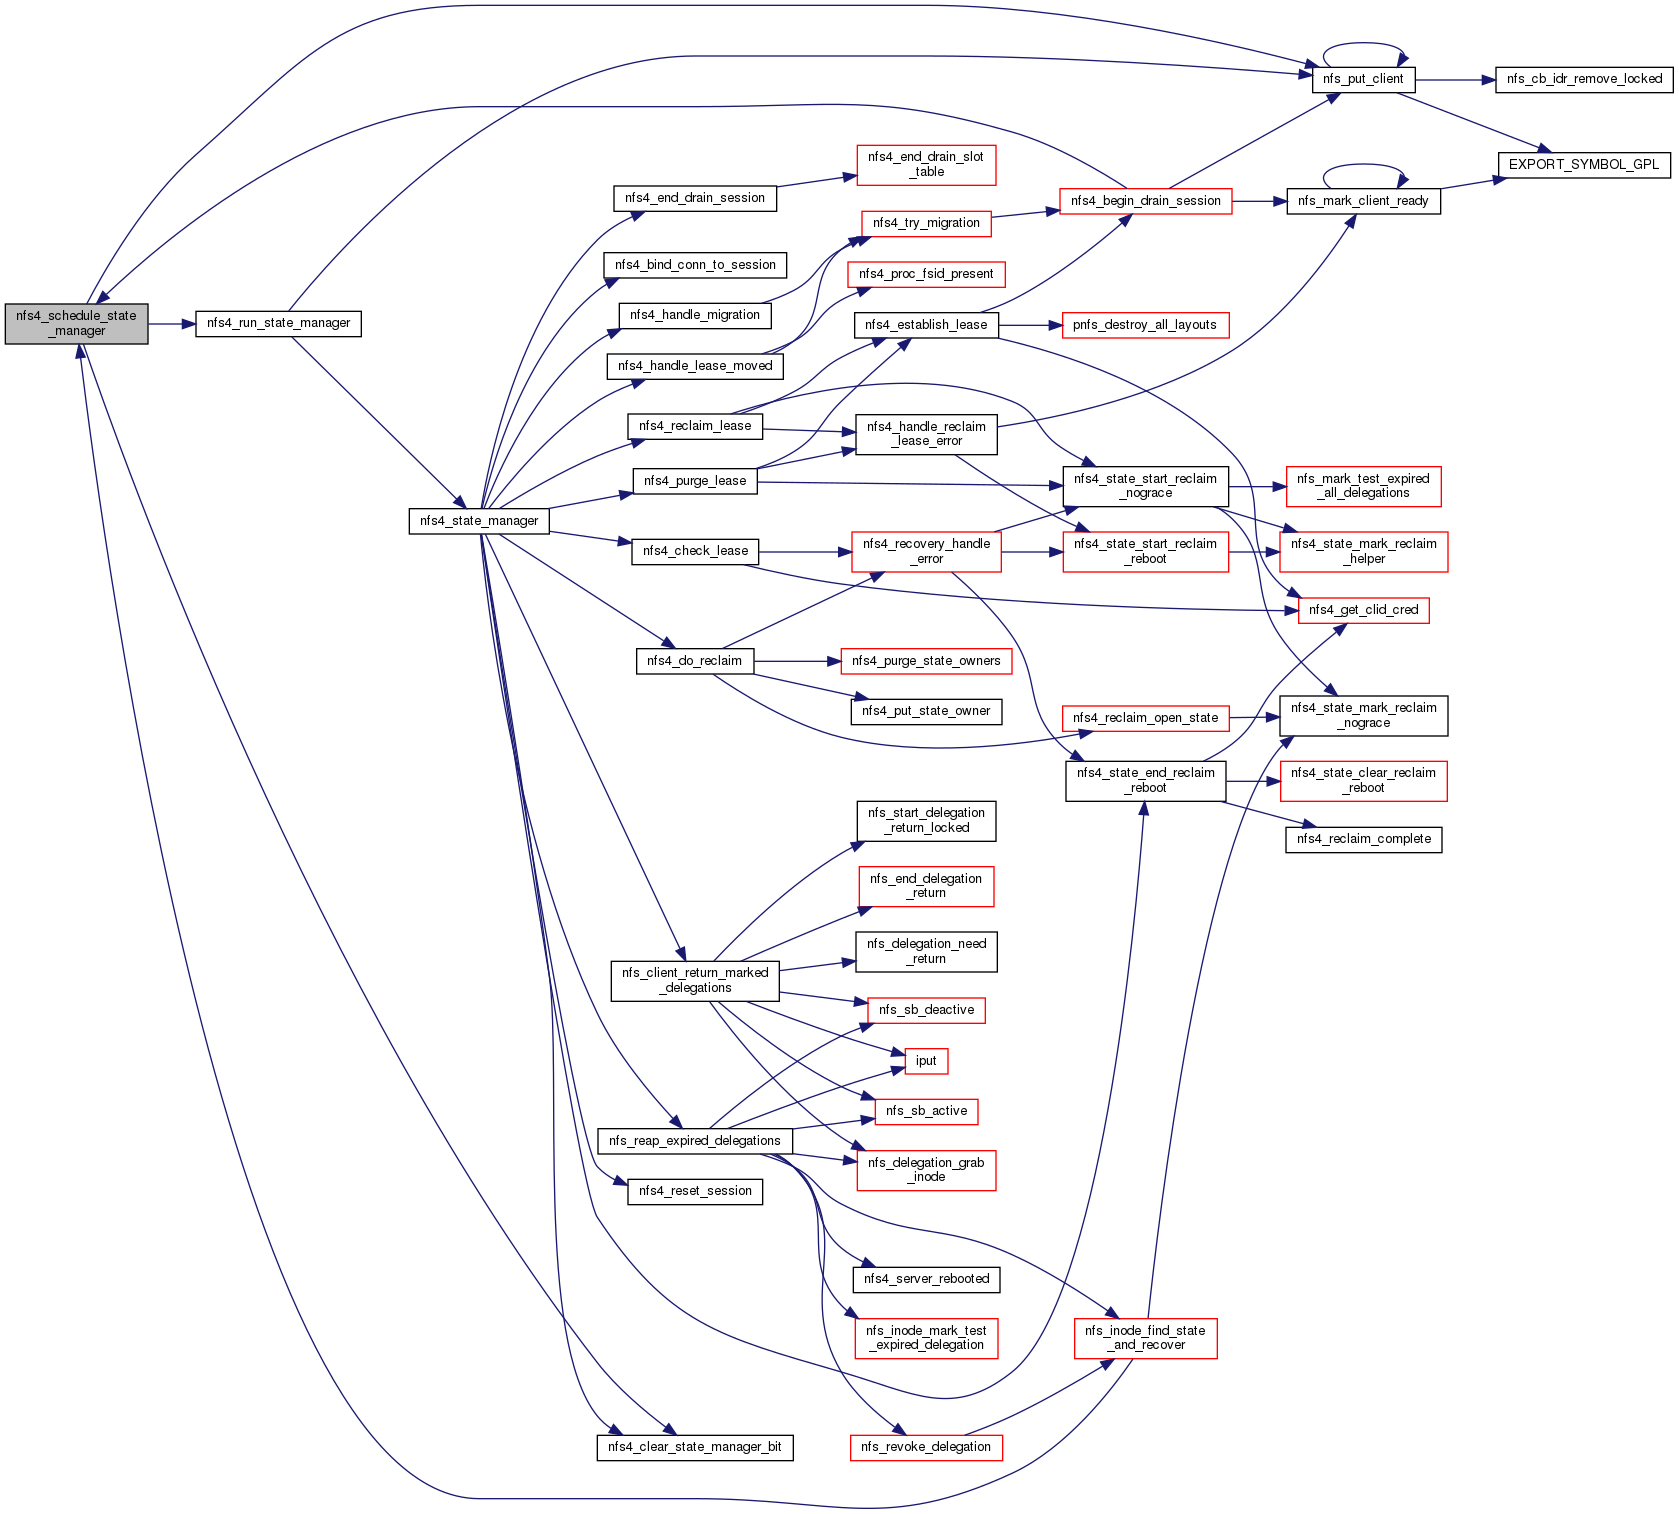 nfs4_schedule_state
_manager
nfs4_run_state_manager
nfs4_state_manager
nfs4_end_drain_session
nfs4_bind_conn_to_session
nfs4_handle_migration
nfs4_handle_lease_moved
nfs4_reclaim_lease
nfs4_purge_lease
nfs4_check_lease
nfs4_do_reclaim
nfs_client_return_marked
_delegations
nfs_reap_expired_delegations
nfs4_reset_session
nfs4_clear_state_manager_bit
nfs4_end_drain_slot
_table
nfs4_try_migration
nfs4_proc_fsid_present
nfs4_establish_lease
nfs4_handle_reclaim
_lease_error
nfs4_recovery_handle
_error
nfs4_purge_state_owners
nfs4_put_state_owner
nfs_start_delegation
_return_locked
nfs_end_delegation
_return
nfs_delegation_need
_return
nfs_sb_deactive
iput
nfs_sb_active
nfs_delegation_grab
_inode
nfs4_server_rebooted
nfs_inode_mark_test
_expired_delegation
nfs_revoke_delegation
nfs4_begin_drain_session
pnfs_destroy_all_layouts
nfs4_state_start_reclaim
_nograce
nfs4_state_start_reclaim
_reboot
nfs4_reclaim_open_state
nfs4_state_end_reclaim
_reboot
nfs_inode_find_state
_and_recover
nfs_put_client
nfs_mark_client_ready
nfs_mark_test_expired
_all_delegations
nfs4_state_mark_reclaim
_helper
nfs4_get_clid_cred
nfs4_state_mark_reclaim
_nograce
nfs4_state_clear_reclaim
_reboot
nfs4_reclaim_complete
nfs_cb_idr_remove_locked
EXPORT_SYMBOL_GPL